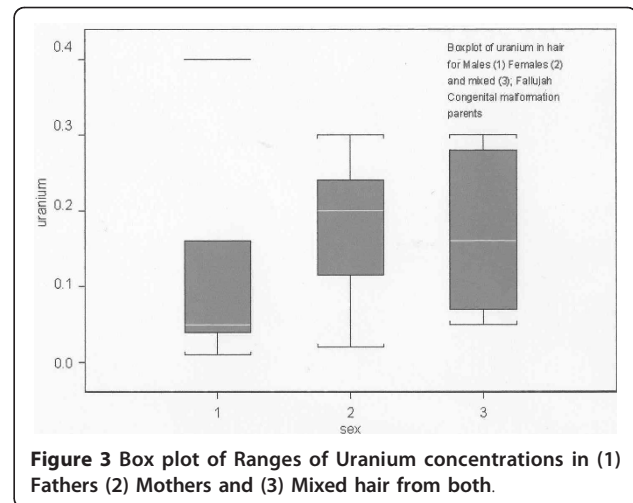 0.4
0.3
0.2
0.1
0.0
uranium
Boxplot of uranium in hair
for Males (1) Females (2)
and mixed (3); Fallujah
Congenital malformation
parents
1 2 3
sex
Figure 3 Box plot of Ranges of Uranium concentrations in (1)
Fathers (2) Mothers and (3) Mixed hair from both.